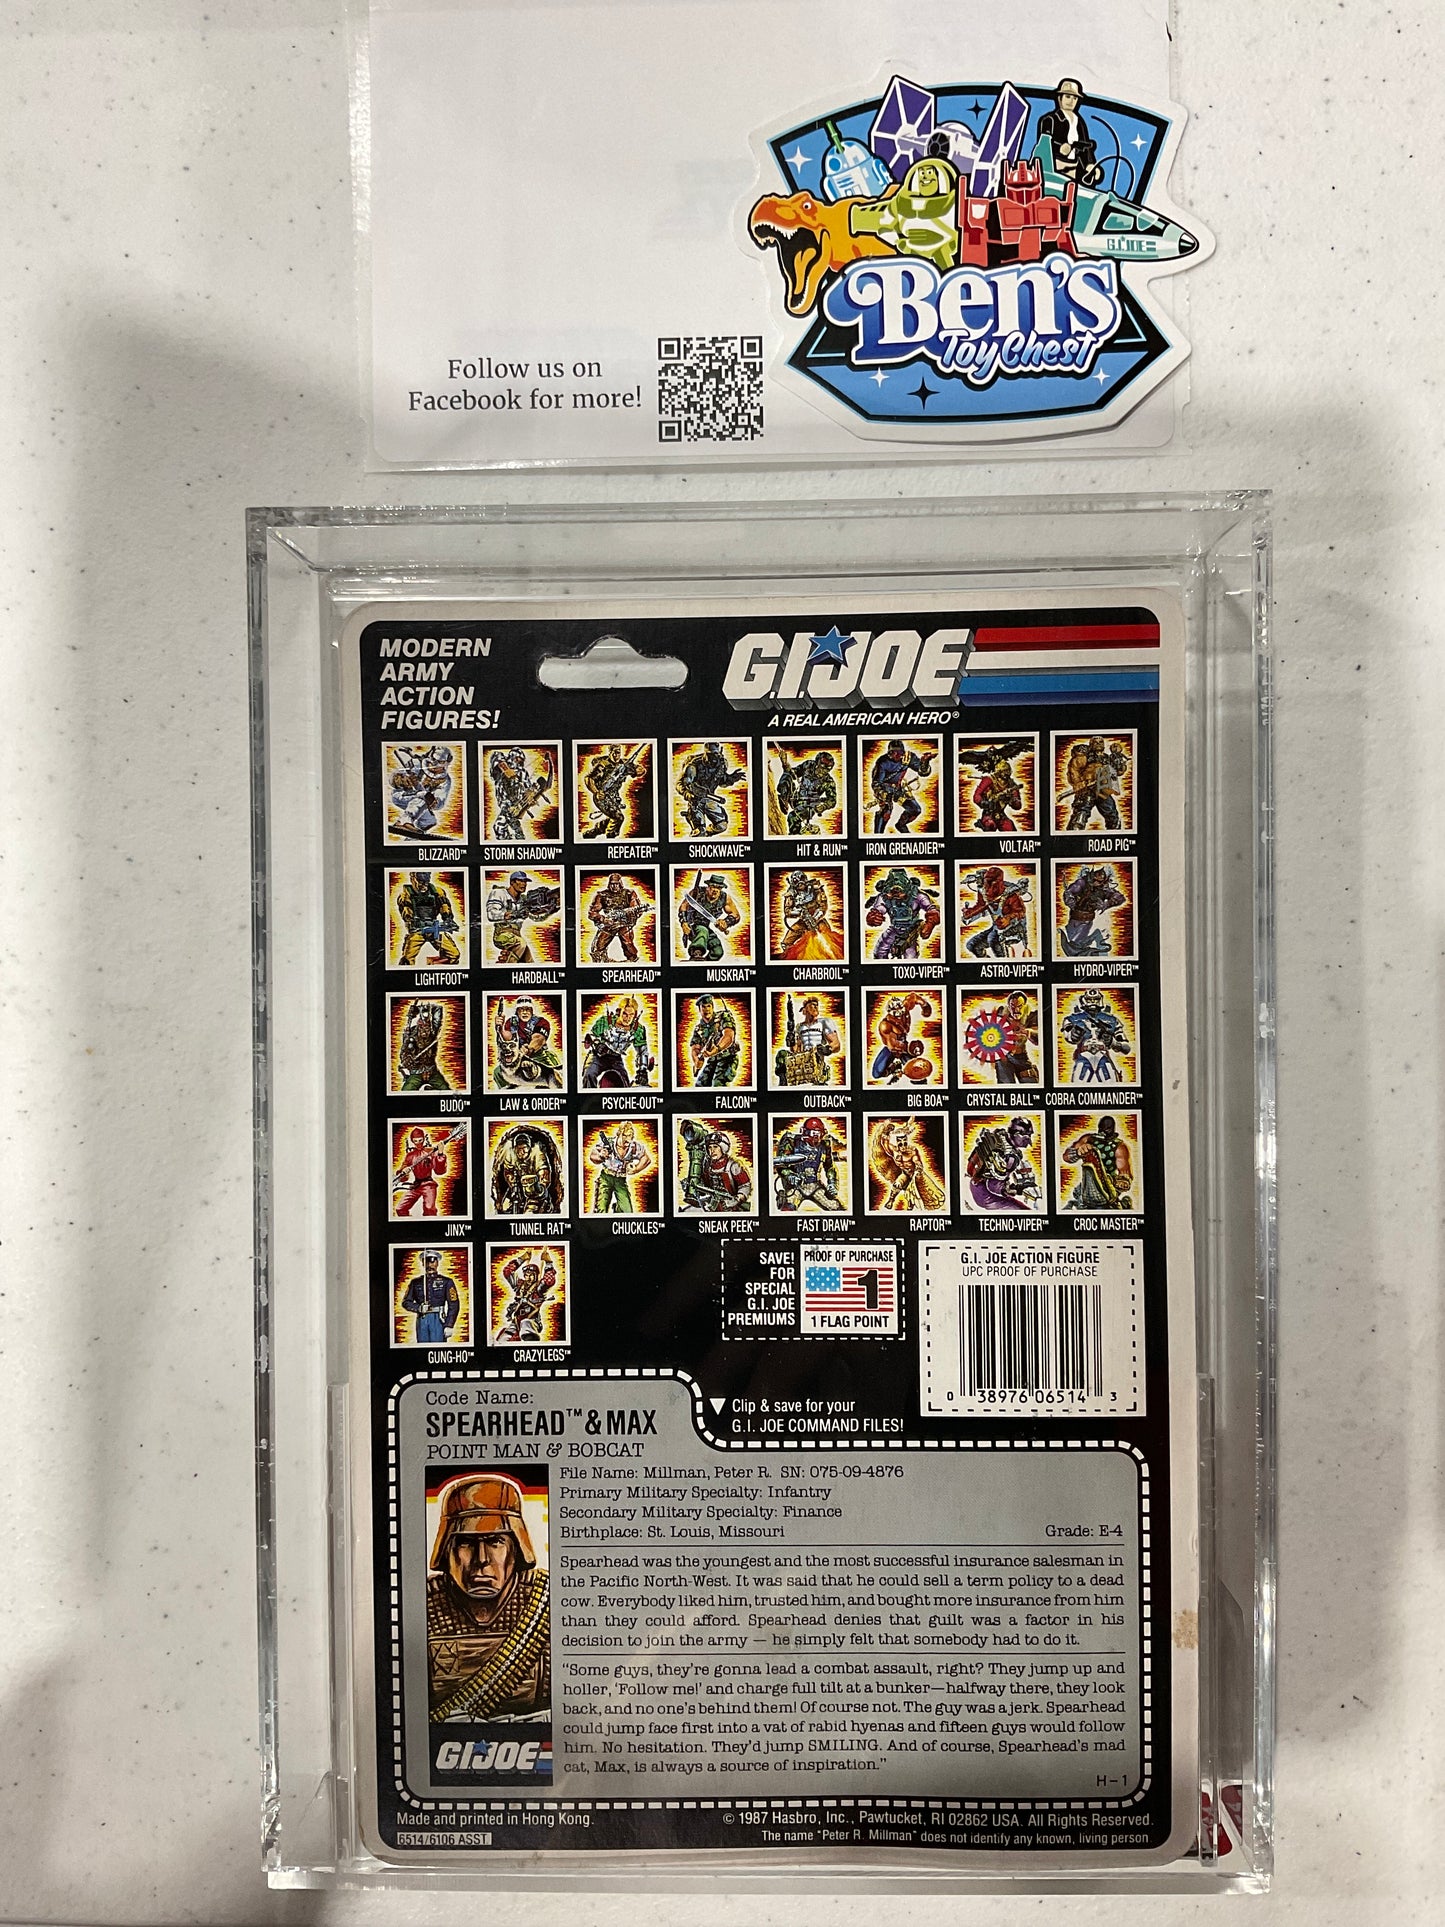 G.I.JOE
Ben's
Toy Chest
Follow us on
Facebook for more!
MODERN
ARMY
ACTION
FIGURES!
G.I.JOE
A REAL AMERICAN HERO®
BLIZZARD™ STORM SHADOW™ REPEATER™ SHOCKWAVE™ HIT & RUN™ IRON GRENADIER™ VOLTAR™ ROAD PIG™
LIGHTFOOT™ HARDBALL™ SPEARHEAD™ MUSKRAT™ CHARBROIL™ TOXO-VIPER™ ASTRO-VIPER™ HYDRO-VIPER™
BUDO™ LAW & ORDER™ PSYCHE-OUT™ FALCON™ OUTBACK™ BIG BOA™ CRYSTAL BALL™ COBRA COMMANDER™
JINX™ TUNNEL RAT™ CHUCKLES™ SNEAK PEEK™ FAST DRAW™ RAPTOR™ TECHNO-VIPER™ CROC MASTER™
GUNG-HO™ CRAZYLEGS™
SAVE!
FOR
SPECIAL
G.I. JOE
PREMIUMS
PROOF OF PURCHASE
1
1 FLAG POINT
G.I. JOE ACTION FIGURE
UPC PROOF OF PURCHASE
0 38976 06514 3
▼ Clip & save for your
G.I. JOE COMMAND FILES!
Code Name:
SPEARHEAD™ & MAX
POINT MAN & BOBCAT
File Name: Millman, Peter R. SN: 075-09-4876
Primary Military Specialty: Infantry
Secondary Military Specialty: Finance
Birthplace: St. Louis, Missouri Grade: E-4
Spearhead was the youngest and the most successful insurance salesman in
the Pacific North-West. It was said that he could sell a term policy to a dead
cow. Everybody liked him, trusted him, and bought more insurance from him
than they could afford. Spearhead denies that guilt was a factor in his
decision to join the army — he simply felt that somebody had to do it.
"Some guys, they're gonna lead a combat assault, right? They jump up and
holler, 'Follow me!' and charge full tilt at a bunker—halfway there, they look
back, and no one's behind them! Of course not. The guy was a jerk. Spearhead
could jump face first into a vat of rabid hyenas and fifteen guys would follow
him. No hesitation. They'd jump SMILING. And of course, Spearhead's mad
cat, Max, is always a source of inspiration."
G.I.JOE
H-1
Made and printed in Hong Kong.
6514/6106 ASST.
© 1987 Hasbro, Inc., Pawtucket, RI 02862 USA. All Rights Reserved.
The name "Peter R. Millman" does not identify any known, living person.